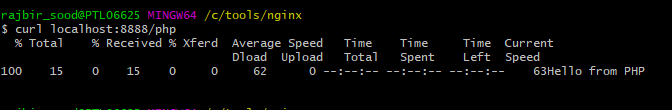 rajbir_sood@PTL06625 MINGW64 /c/tools/nginx
$ curl localhost:8888/php
  % Total    % Received % Xferd  Average Speed   Time    Time     Time  Current
                                 Dload  Upload   Total   Spent    Left  Speed
100    15    0    15    0     0     62      0 --:--:-- --:--:-- --:--:--    63Hello from PHP